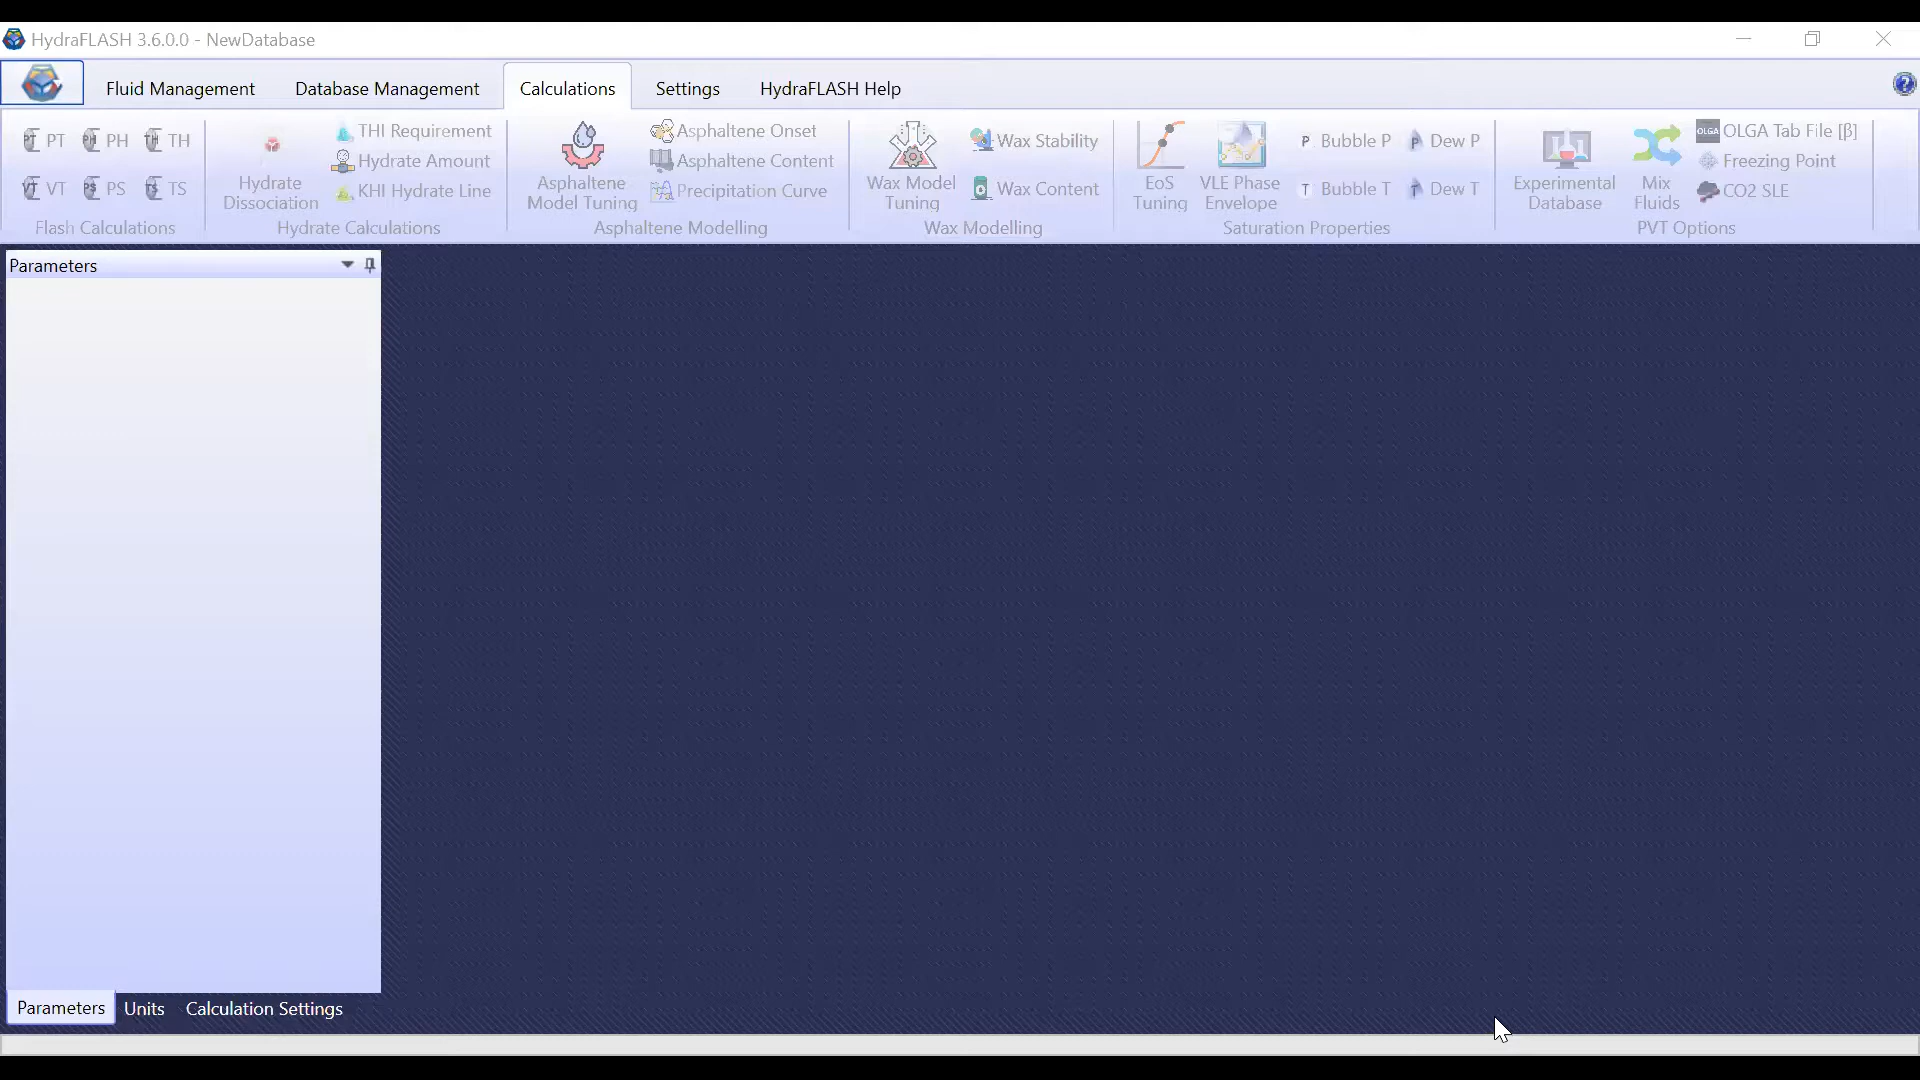 HydraFLASH 3.6.0.0 - NewDatabase
Fluid Management
Database Management
Calculations
Settings
HydraFLASH Help
PT
PH
TH
VT
PS
TS
Flash Calculations
Hydrate
Dissociation
THI Requirement
Hydrate Amount
KHI Hydrate Line
Hydrate Calculations
Asphaltene
Model Tuning
Asphaltene Onset
Asphaltene Content
Precipitation Curve
Asphaltene Modelling
Wax Model
Tuning
Wax Stability
Wax Content
Wax Modelling
EoS
Tuning
VLE Phase
Envelope
P Bubble P
P Dew P
T Bubble T
T Dew T
Saturation Properties
Experimental
Database
Mix
Fluids
OLGA OLGA Tab File [β]
Freezing Point
CO2 SLE
PVT Options
Parameters
Parameters
Units
Calculation Settings